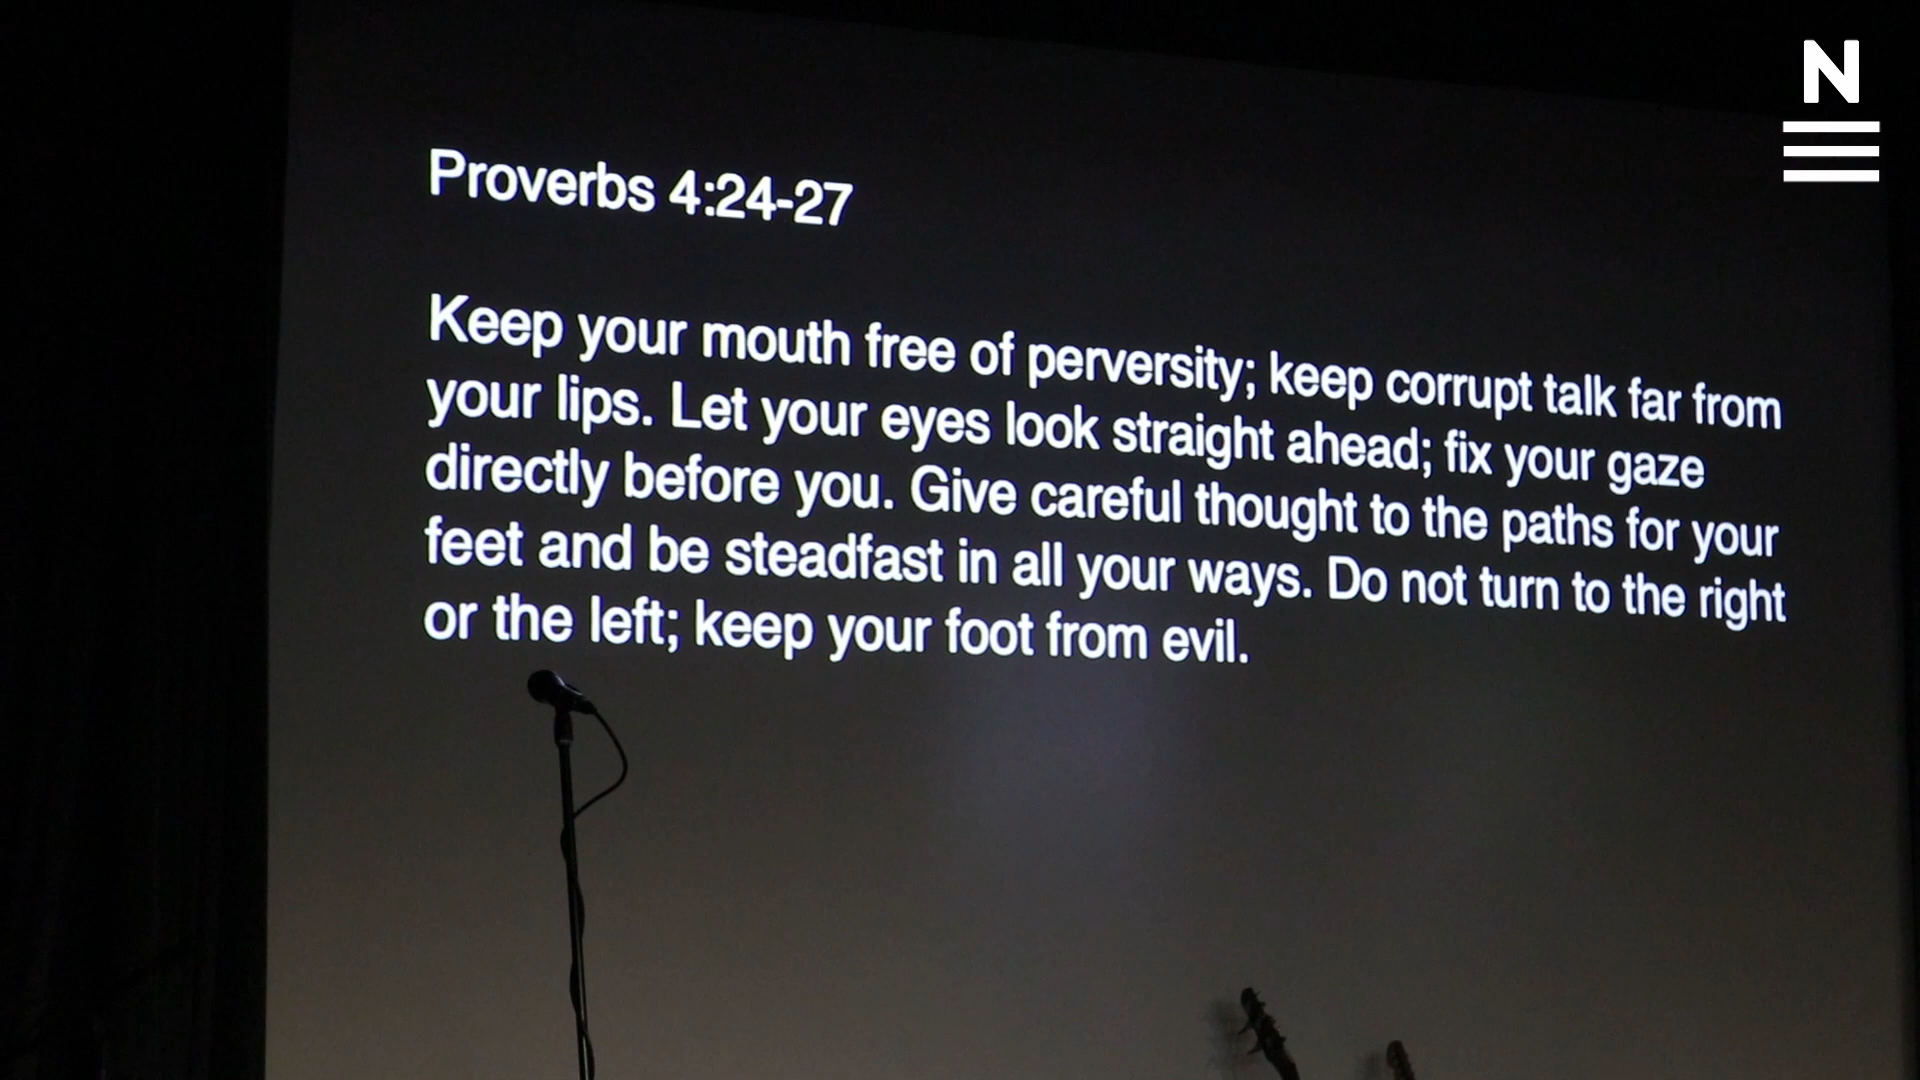 N
Proverbs 4:24-27
Keep your mouth free of perversity; keep corrupt talk far from
your lips. Let your eyes look straight ahead; fix your gaze
directly before you. Give careful thought to the paths for your
feet and be steadfast in all your ways. Do not turn to the right
or the left; keep your foot from evil.